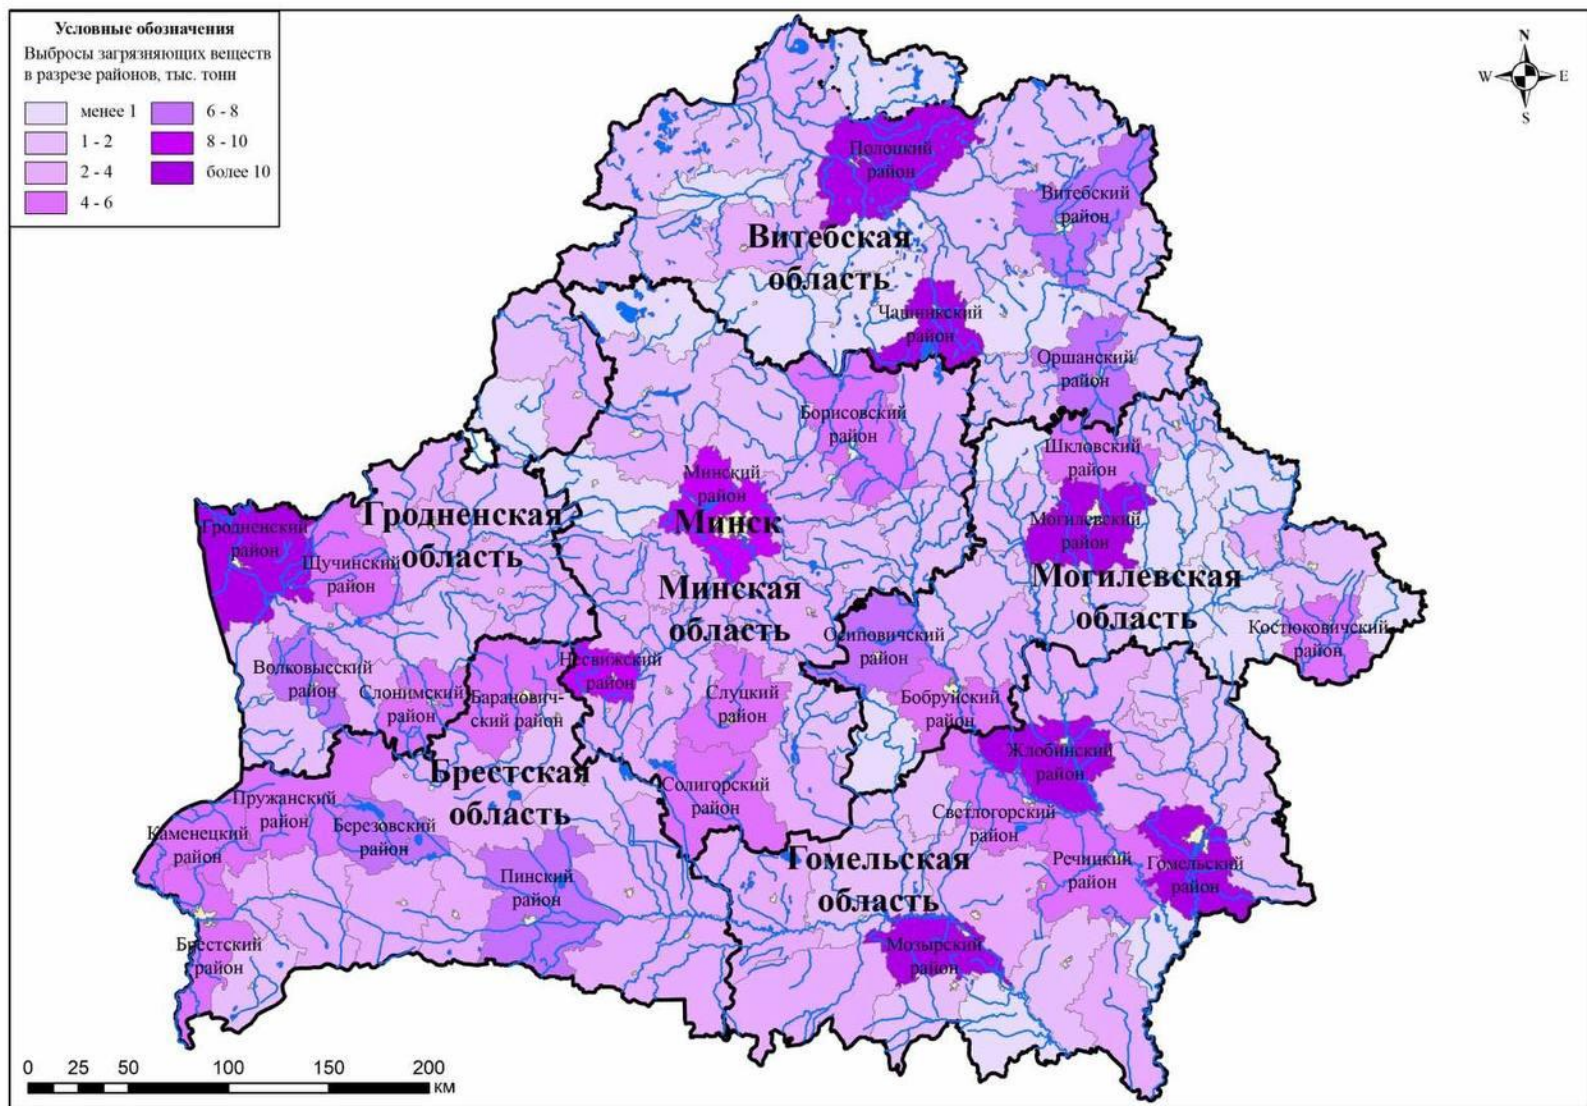 Условные обозначения
Выбросы загрязняющих веществ
в разрезе районов, тыс. тонн
менее 1
6 - 8
1 - 2
8 - 10
2 - 4
более 10
4 - 6
N
W
E
S
Полоцкий
район
Витебский
район
Витебская
область
Чашникский
район
Оршанский
район
Борисовский
район
Шкловский
район
Минский
район
Минск
Могилевский
район
Гродненская
область
Гродненский
район
Щучинский
район
Минская
область
Могилевская
область
Костюковичский
район
Осиповичский
район
Волковысский
район
Слонимский
район
Баранович-
ский район
Несвижский
район
Слуцкий
район
Бобруйский
район
Жлобинский
район
Брестская
область
Солигорский
район
Пружанский
район
Каменецкий
район
Березовский
район
Светлогорский
район
Речицкий
район
Гомельский
район
Гомельская
область
Пинский
район
Брестский
район
Мозырский
район
0 25 50 100 150 200
КМ